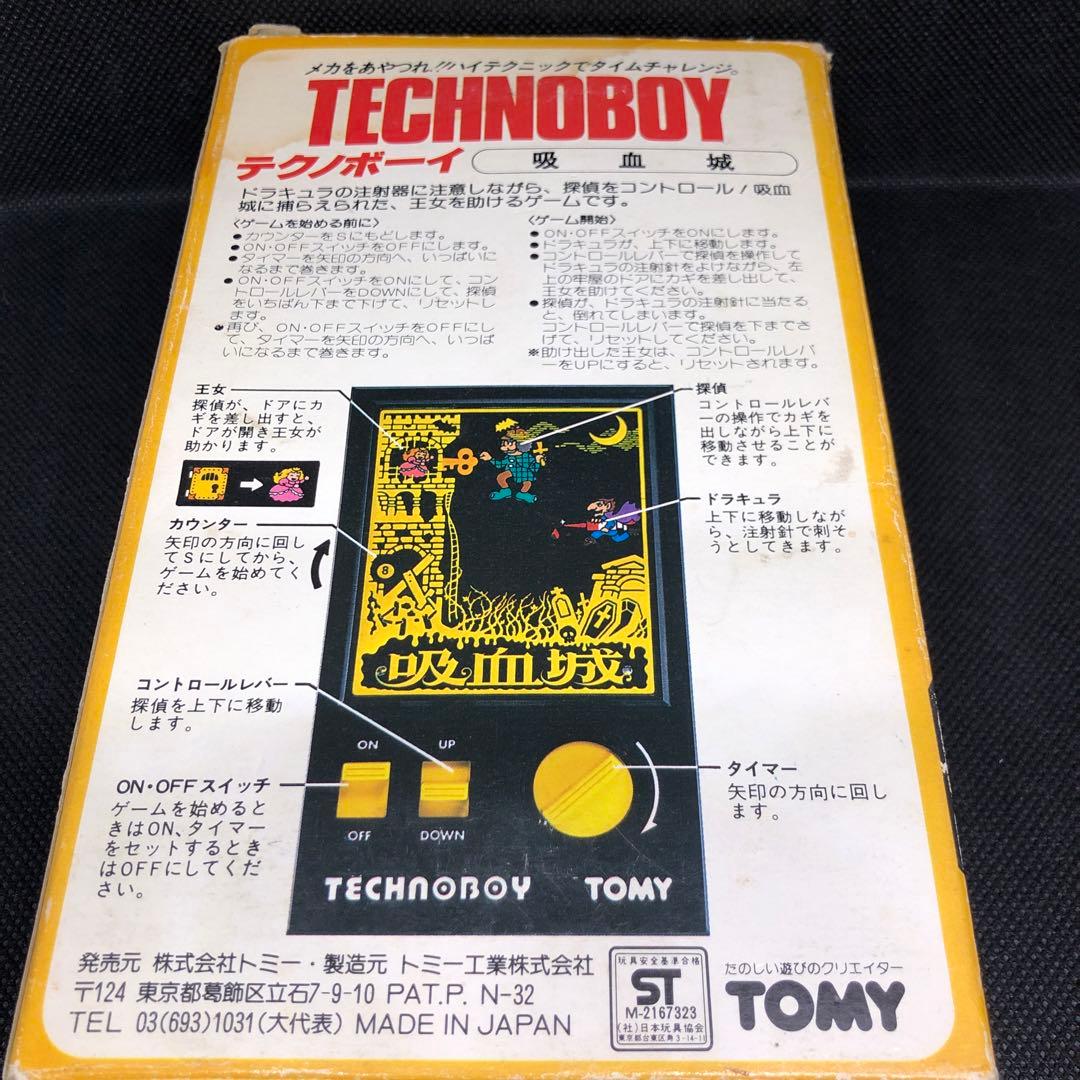 メカをあやつれ!!ハイテクニックでタイムチャレンジ。
TECHNOBOY
テクノボーイ 吸血城
ドラキュラの注射器に注意しながら、探偵をコントロール/吸血
城に捕らえられた、王女を助けるゲームです。
〈ゲームを始める前に〉
●カウンターをSにもどします。
●ON・OFFスイッチをOFFにします。
●タイマーを矢印の方向へ、いっぱいに
なるまで巻きます。
●ON・OFFスイッチをONにして、コン
トロールレバーをDOWNにして、探偵
をいちばん下まで下げて、リセットし
ます。
●再び、ON・OFFスイッチをOFFにし
て、タイマーを矢印の方向へ、いっぱ
いになるまで巻きます。
〈ゲーム開始〉
●ON・OFFスイッチをONにします。
●ドラキュラが、上下に移動します。
●コントロールレバーで探偵を操作して
ドラキュラの注射針をよけながら、左
上の牢屋のドアにカギを差し出して、
王女を助けてください。
●探偵が、ドラキュラの注射針に当たる
と、倒れてしまいます。
コントロールレバーで探偵を下までさ
げて、リセットしてください。
※助け出した王女は、コントロールレバ
ーをUPにすると、リセットされます。
王女
探偵が、ドアにカ
ギを差し出すと、
ドアが開き王女が
助かります。
探偵
コントロールレバ
ーの操作でカギを
出しながら上下に
移動させることが
できます。
カウンター
矢印の方向に回し
てSにしてから、
ゲームを始めてく
ださい。
ドラキュラ
上下に移動しなが
ら、注射針で刺そ
うとしてきます。
8
吸血城
コントロールレバー
探偵を上下に移動
します。
ON・OFFスイッチ
ゲームを始めると
きはON、タイマー
をセットするとき
はOFFにしてくだ
さい。
ON
OFF
UP
DOWN
タイマー
矢印の方向に回し
ます。
TECHNOBOY TOMY
発売元 株式会社トミー・製造元 トミー工業株式会社
〒124 東京都葛飾区立石7-9-10 PAT.P. N-32
TEL 03(693)1031(大代表) MADE IN JAPAN
玩具安全基準合格
ST
M-2167323
(社)日本玩具協会
東京都台東区寿3-14-11
たのしい遊びのクリエイター
TOMY